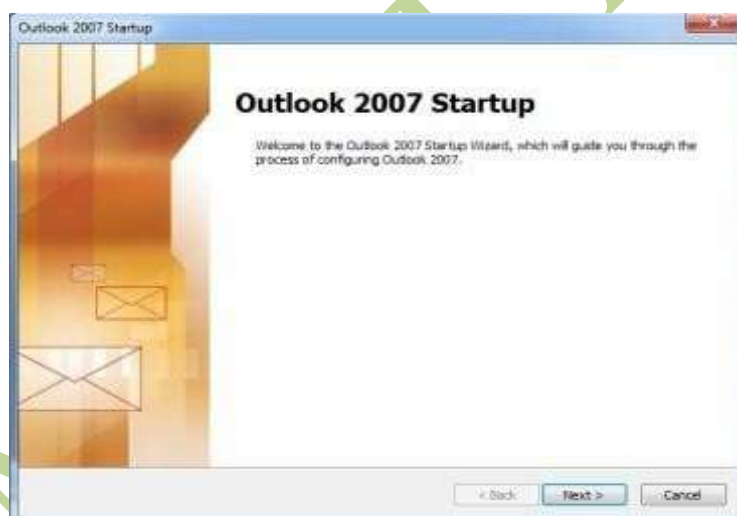 Outlook 2007 Startup
Outlook 2007 Startup
Welcome to the Outlook 2007 Startup Wizard, which will guide you through the
process of configuring Outlook 2007.
< Back Next > Cancel